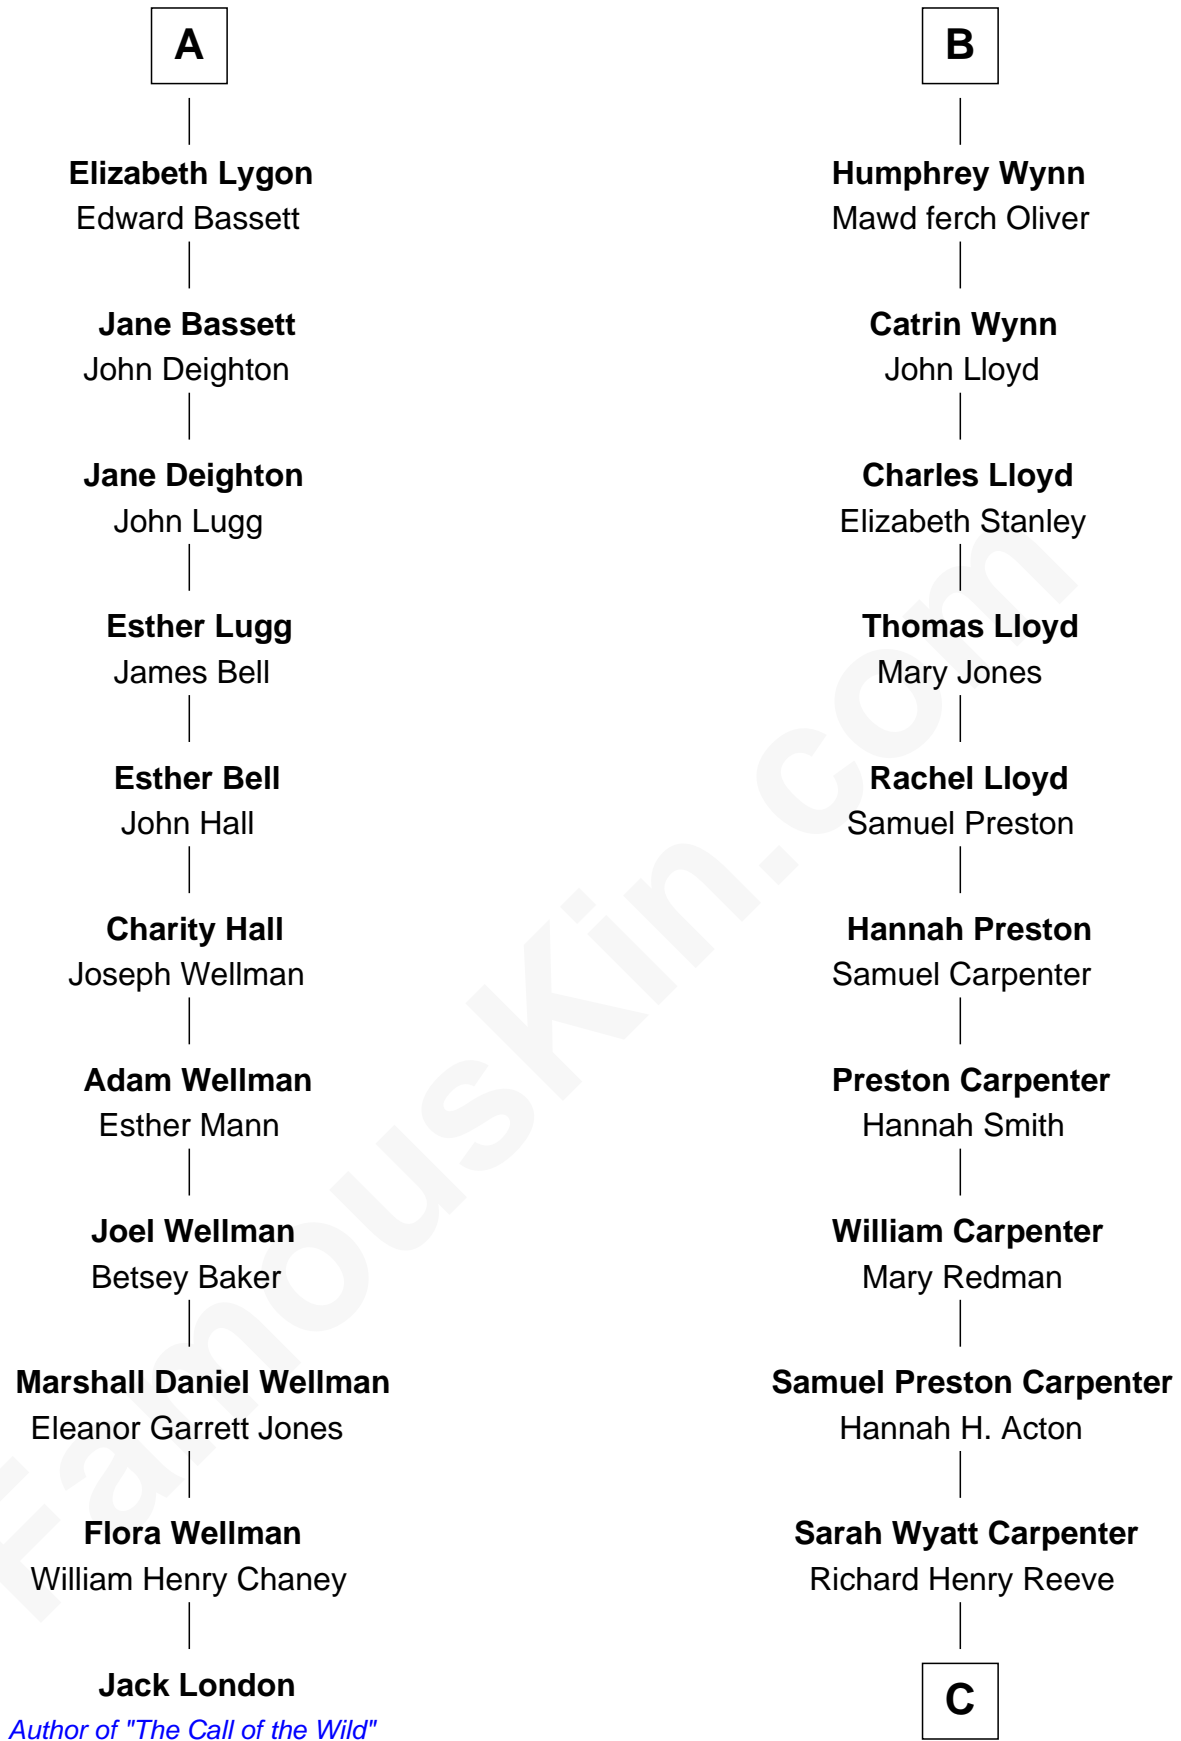 A
Elizabeth Lygon
Edward Bassett
Jane Bassett
John Deighton
Jane Deighton
John Lugg
Esther Lugg
James Bell
Esther Bell
John Hall
Charity Hall
Joseph Wellman
Adam Wellman
Esther Mann
Joel Wellman
Betsey Baker
Marshall Daniel Wellman
Eleanor Garrett Jones
Flora Wellman
William Henry Chaney
Jack London
Author of "The Call of the Wild"
B
Humphrey Wynn
Mawd ferch Oliver
Catrin Wynn
John Lloyd
Charles Lloyd
Elizabeth Stanley
Thomas Lloyd
Mary Jones
Rachel Lloyd
Samuel Preston
Hannah Preston
Samuel Carpenter
Preston Carpenter
Hannah Smith
William Carpenter
Mary Redman
Samuel Preston Carpenter
Hannah H. Acton
Sarah Wyatt Carpenter
Richard Henry Reeve
C
FamousKin.com